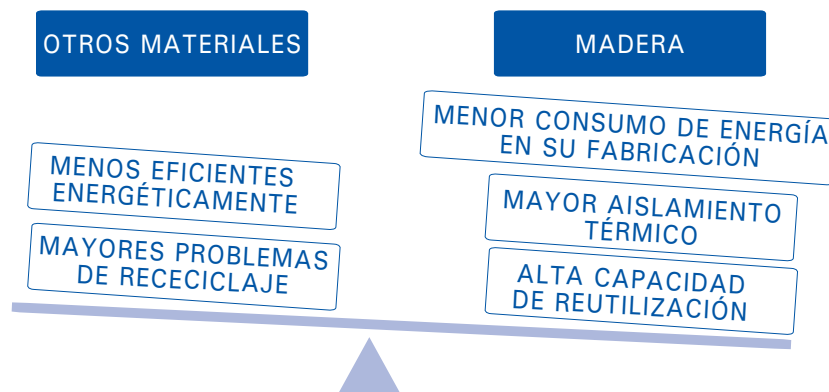 OTROS MATERIALES
MADERA
MENOS EFICIENTES
ENERGÉTICAMENTE
MAYORES PROBLEMAS
DE RECECICLAJE
MENOR CONSUMO DE ENERGÍA
EN SU FABRICACIÓN
MAYOR AISLAMIENTO
TÉRMICO
ALTA CAPACIDAD
DE REUTILIZACIÓN